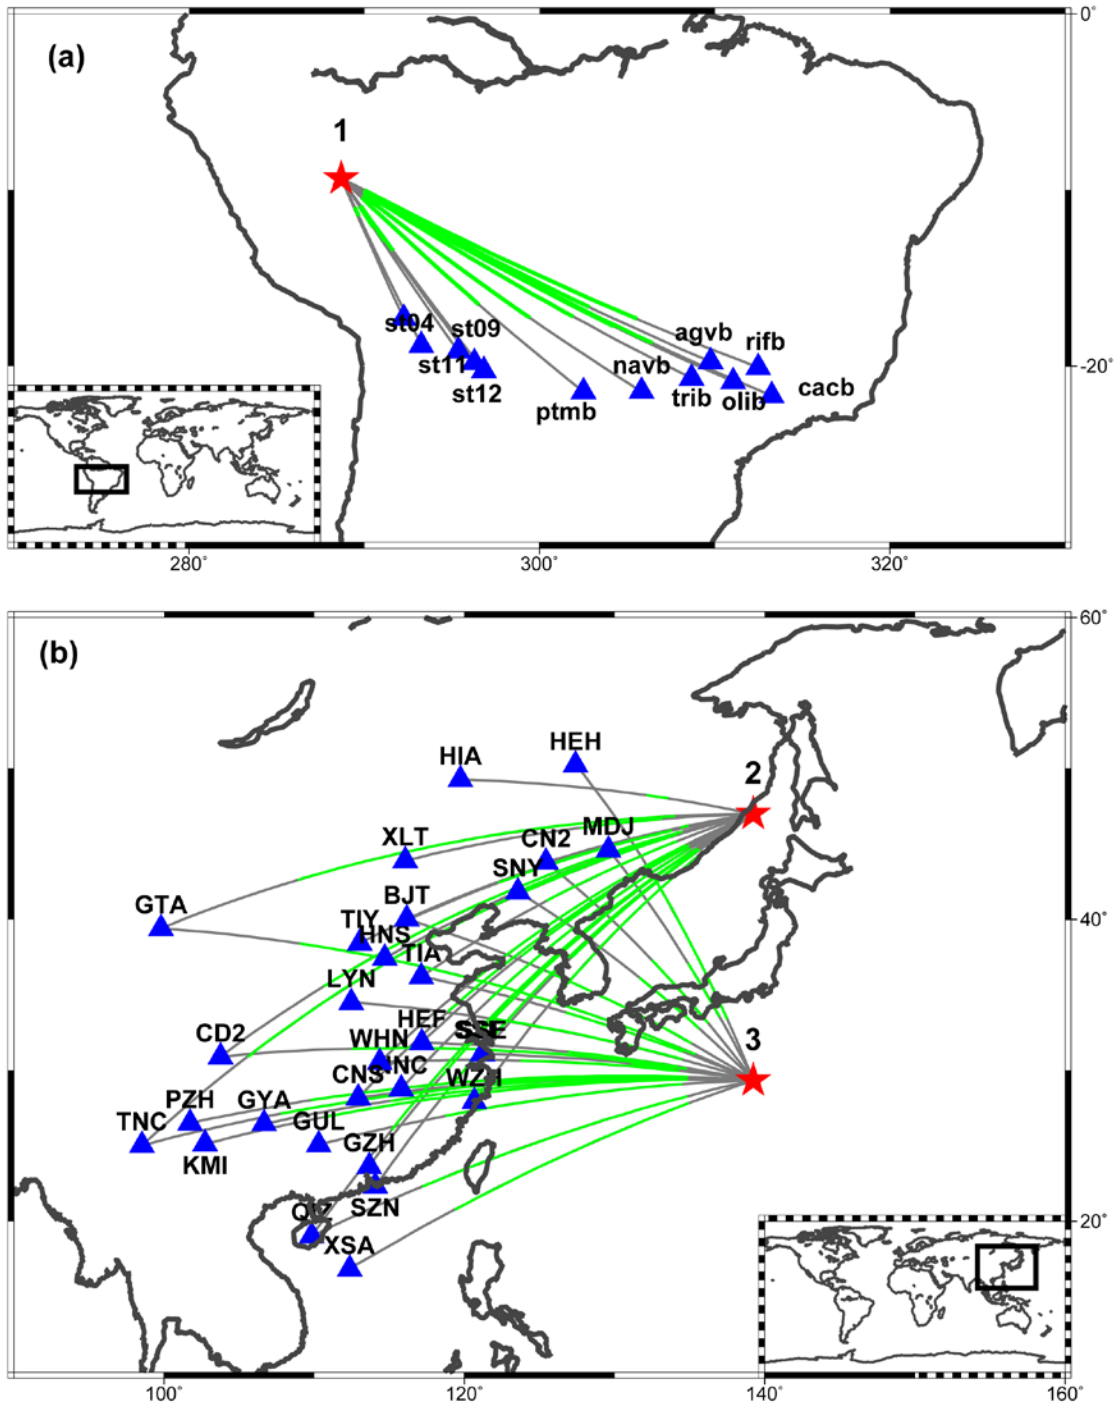 0°
(a)
1
st04
st09
agvb
rifb
st11
navb
st12
trib
olib
cacb
ptmb
-20°
280°
300°
320°
60°
(b)
HIA
HEH
2
XLT
CN2
MDJ
SNY
GTA
BJT
40°
TIY
HNS
TIA
LYN
HEF
CD2
WHN
SSE
3
CNS
NNC
WZH
PZH
GYA
TNC
GUL
KMI
GZH
QIZ
SZN
20°
XSA
100°
120°
140°
160°